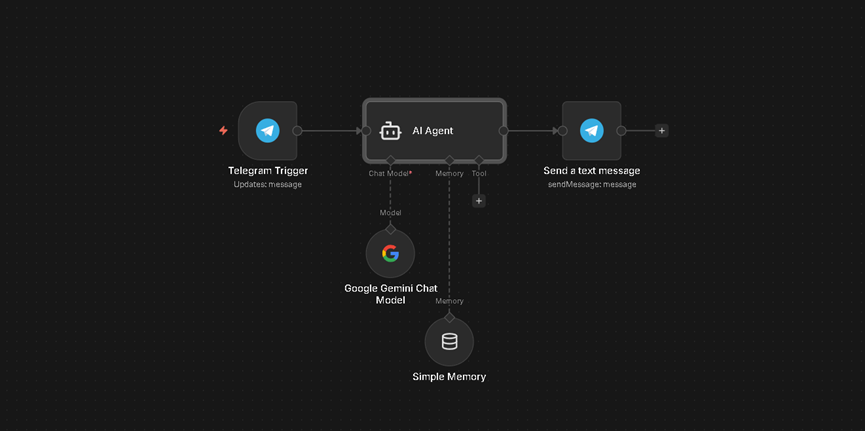 AI Agent
Telegram Trigger
Updates: message
Chat Model*
Memory
Tool
Send a text message
sendMessage: message
Model
Google Gemini Chat
Model
Memory
Simple Memory